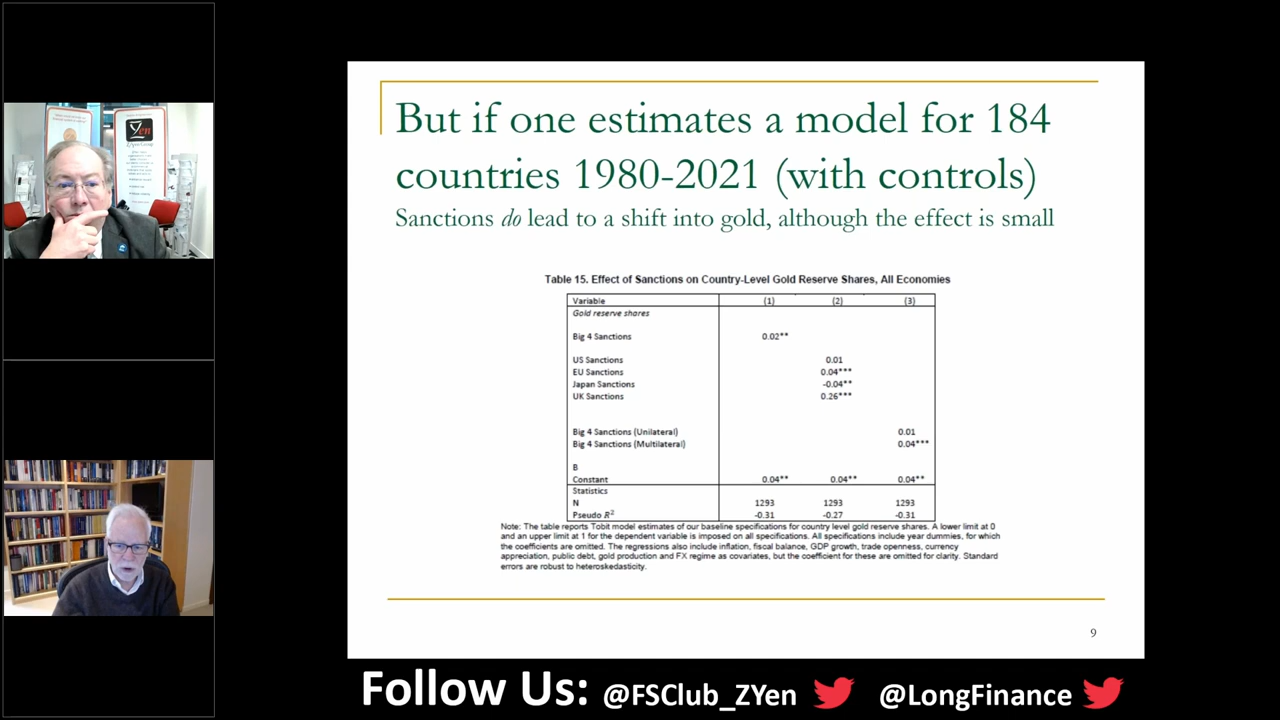 Yen
But if one estimates a model for 184
countries 1980-2021 (with controls)
Sanctions do lead to a shift into gold, although the effect is small
Table 15. Effect of Sanctions on Country-Level Gold Reserve Shares, All Economies
Variable (1) (2) (3)
Gold reserve shares
Big 4 Sanctions 0.02**
US Sanctions 0.01
EU Sanctions 0.04***
Japan Sanctions -0.04**
UK Sanctions 0.26***
Big 4 Sanctions (Unilateral) 0.01
Big 4 Sanctions (Multilateral) 0.04***
B
Constant 0.04** 0.04** 0.04**
Statistics
N 1293 1293 1293
Pseudo R² -0.31 -0.27 -0.31
Note: The table reports Tobit model estimates of our baseline specifications for country level gold reserve shares. A lower limit at 0
and an upper limit at 1 for the dependent variable is imposed on all specifications. All specifications include year dummies, for which
the coefficients are omitted. The regressions also include inflation, fiscal balance, GDP growth, trade openness, currency
appreciation, public debt, gold production and FX regime as covariates, but the coefficient for these are omitted for clarity. Standard
errors are robust to heteroskedasticity.
9
Follow Us: @FSClub_ZYen @LongFinance